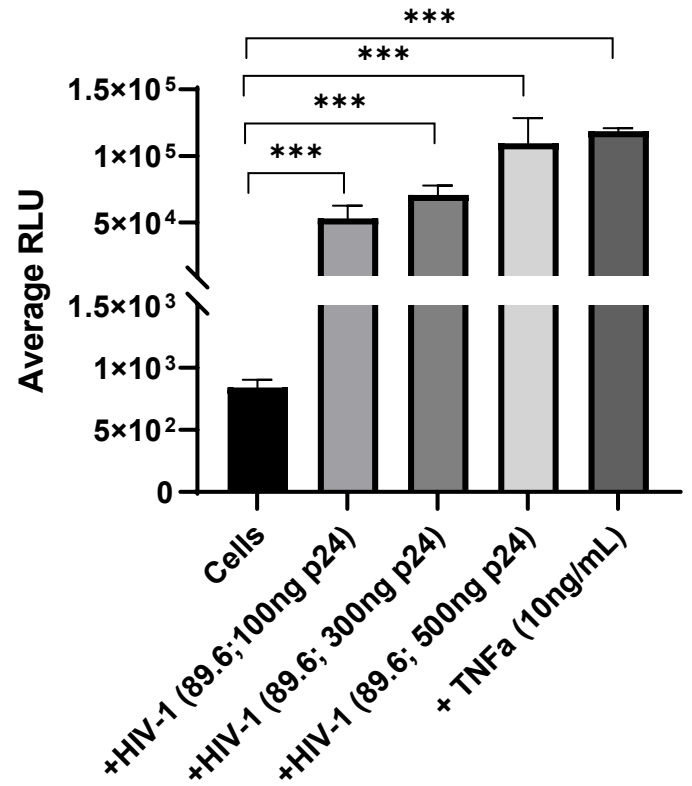 ***
***
***
***
1.5×10⁵
1×10⁵
5×10⁴
1.5×10³
1×10³
5×10²
0
Average RLU
Cells
+HIV-1 (89.6;100ng p24)
+HIV-1 (89.6; 300ng p24)
+HIV-1 (89.6; 500ng p24)
+ TNFa (10ng/mL)